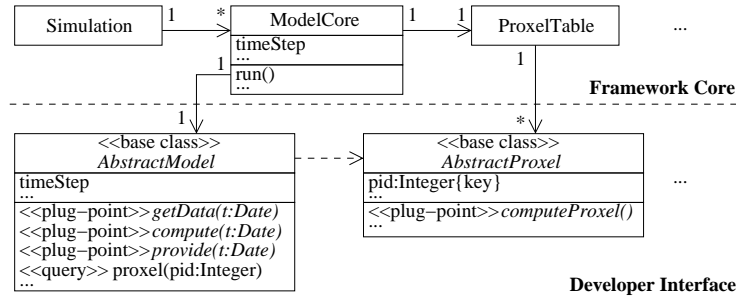 Simulation
1
*
ModelCore
timeStep
...
run()
...
1
1
ProxelTable
...
1
1
Framework Core
1
*
<<base class>>
AbstractModel
timeStep
...
<<plug−point>> getData(t:Date)
<<plug−point>> compute(t:Date)
<<plug−point>> provide(t:Date)
<<query>> proxel(pid:Integer)
...
<<base class>>
AbstractProxel
pid:Integer{key}
...
<<plug−point>> computeProxel()
...
...
Developer Interface